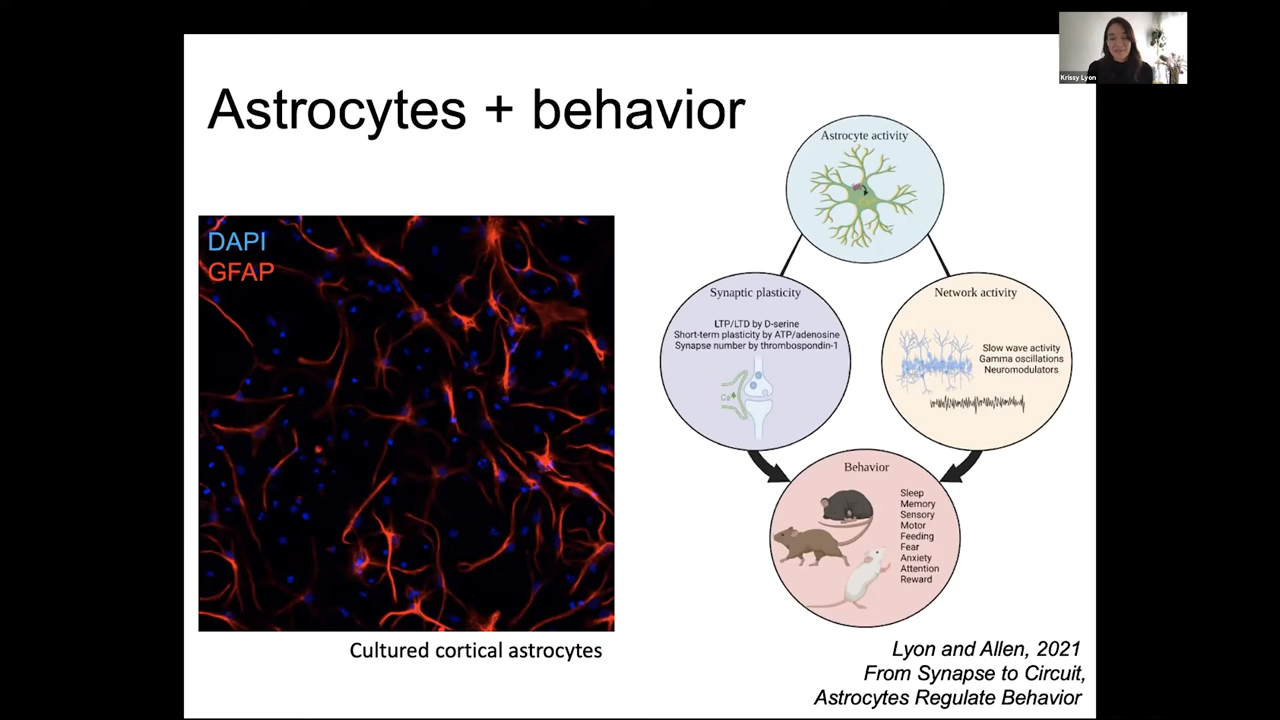 Krissy Lyon
Astrocytes + behavior
DAPI
GFAP
Cultured cortical astrocytes
Astrocyte activity
Synaptic plasticity
LTP/LTD by D-serine
Short-term plasticity by ATP/adenosine
Synapse number by thrombospondin-1
Network activity
Slow wave activity
Gamma oscillations
Neuromodulators
Behavior
Sleep
Memory
Sensory
Motor
Feeding
Fear
Anxiety
Attention
Reward
Lyon and Allen, 2021
From Synapse to Circuit,
Astrocytes Regulate Behavior